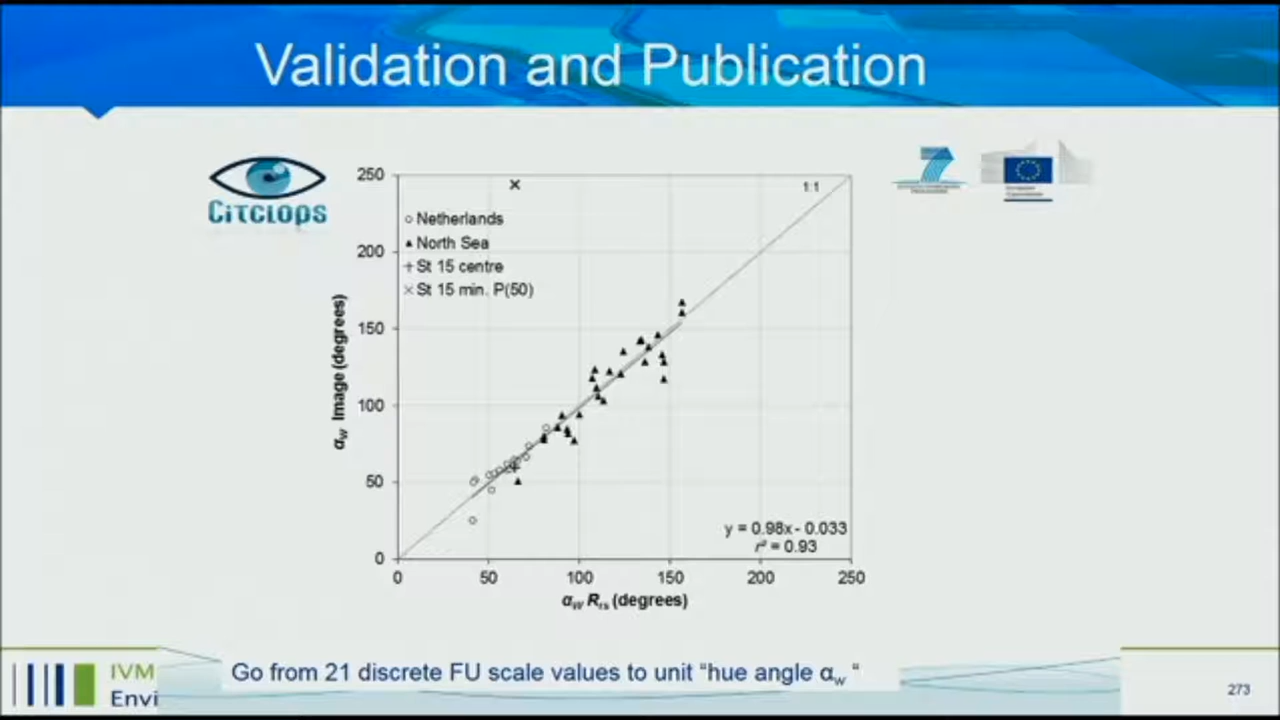 Validation and Publication
CITCLOPS
250
200
150
100
50
0
1:1
Netherlands
North Sea
St 15 centre
St 15 min. P(50)
αW Image (degrees)
y = 0.98x - 0.033
r² = 0.93
0 50 100 150 200 250
αW Rrs (degrees)
Go from 21 discrete FU scale values to unit “hue angle αw “
IVM
Envi
273